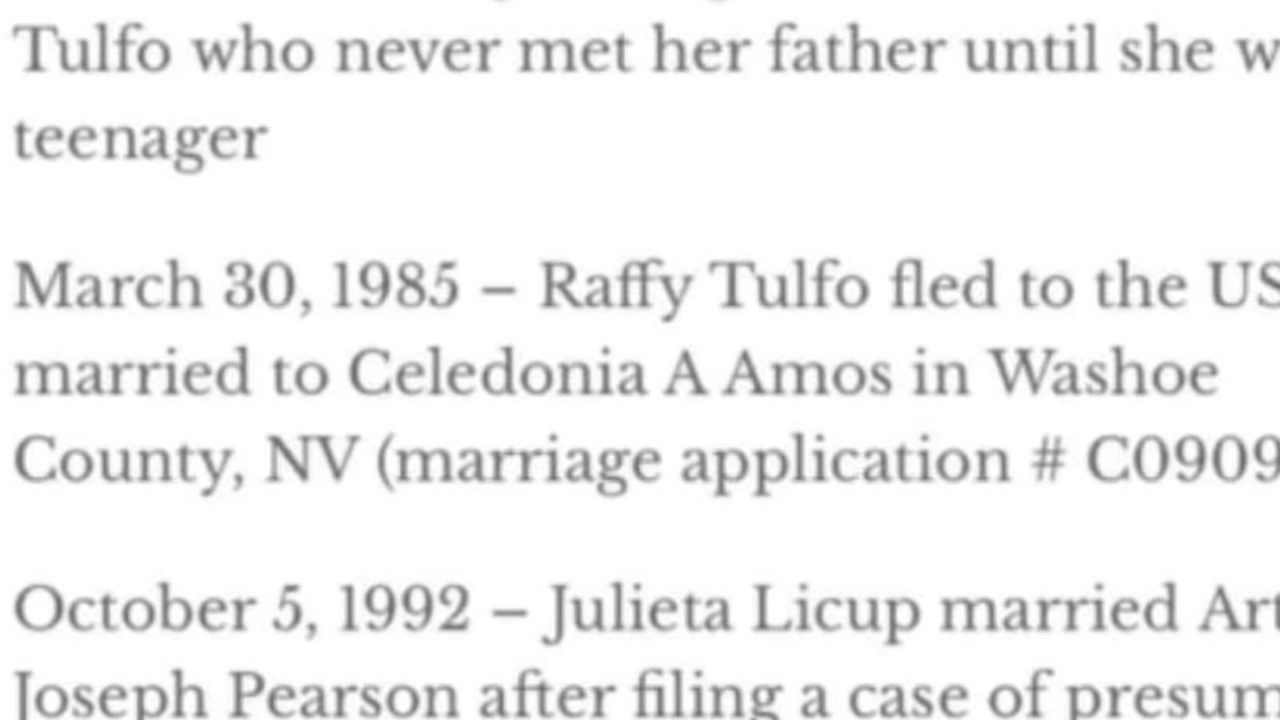 Tulfo who never met her father until she
teenager
March 30, 1985 – Raffy Tulfo fled to the US
married to Celedonia A Amos in Washoe
County, NV (marriage application # C0909
October 5, 1992 – Julieta Licup married
Joseph Pearson after filing a case of